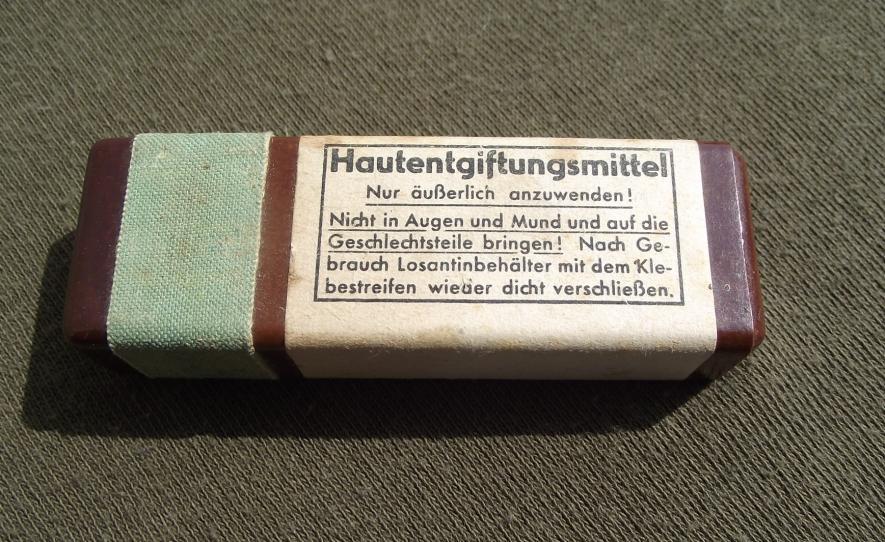 Hautentgiftungsmittel
Nur äußerlich anzuwenden!
Nicht in Augen und Mund und auf die
Geschlechtsteile bringen! Nach Ge-
brauch Losantinbehälter mit dem Kle-
bestreifen wieder dicht verschließen.